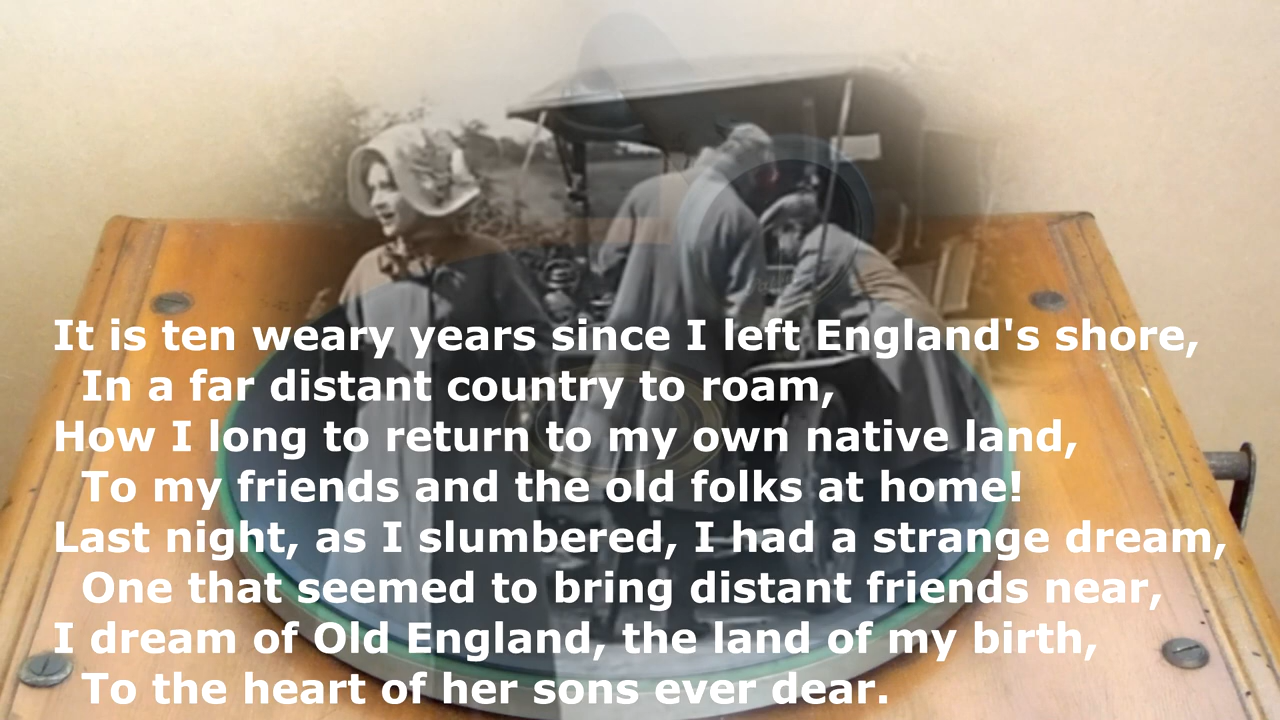 It is ten weary years since I left England's shore,
In a far distant country to roam,
How I long to return to my own native land,
To my friends and the old folks at home!
Last night, as I slumbered, I had a strange dream,
One that seemed to bring distant friends near,
I dream of Old England, the land of my birth,
To the heart of her sons ever dear.